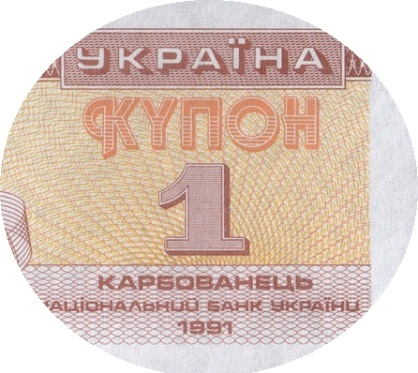 УКРАЇНА
КУПОН
1
КАРБОВАНЕЦЬ
НАЦІОНАЛЬНИЙ БАНК УКРАЇНИ
1991